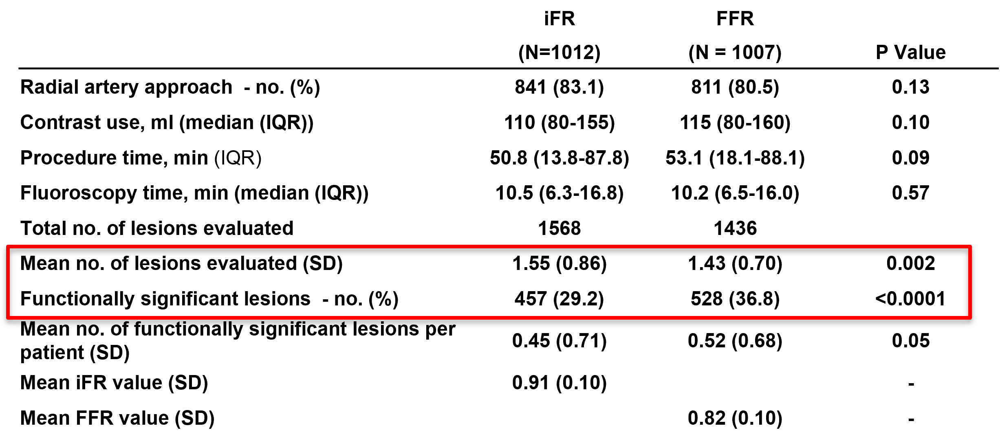 iFR FFR
(N=1012) (N = 1007) P Value
Radial artery approach - no. (%) 841 (83.1) 811 (80.5) 0.13
Contrast use, ml (median (IQR)) 110 (80-155) 115 (80-160) 0.10
Procedure time, min (IQR) 50.8 (13.8-87.8) 53.1 (18.1-88.1) 0.09
Fluoroscopy time, min (median (IQR)) 10.5 (6.3-16.8) 10.2 (6.5-16.0) 0.57
Total no. of lesions evaluated 1568 1436
Mean no. of lesions evaluated (SD) 1.55 (0.86) 1.43 (0.70) 0.002
Functionally significant lesions - no. (%) 457 (29.2) 528 (36.8) <0.0001
Mean no. of functionally significant lesions per
patient (SD) 0.45 (0.71) 0.52 (0.68) 0.05
Mean iFR value (SD) 0.91 (0.10) -
Mean FFR value (SD) 0.82 (0.10) -